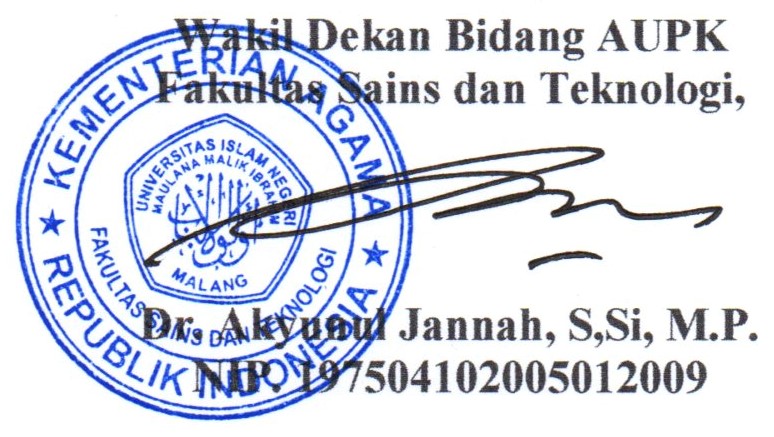 Wakil Dekan Bidang AUPK
Fakultas Sains dan Teknologi,
KEMENTERIAN AGAMA
REPUBLIK INDONESIA
UNIVERSITAS ISLAM NEGERI
MAULANA MALIK IBRAHIM
MALANG
FAKULTAS SAINS DAN TEKNOLOGI
Dr. Akyunul Jannah, S,Si, M.P.
NIP. 197504102005012009